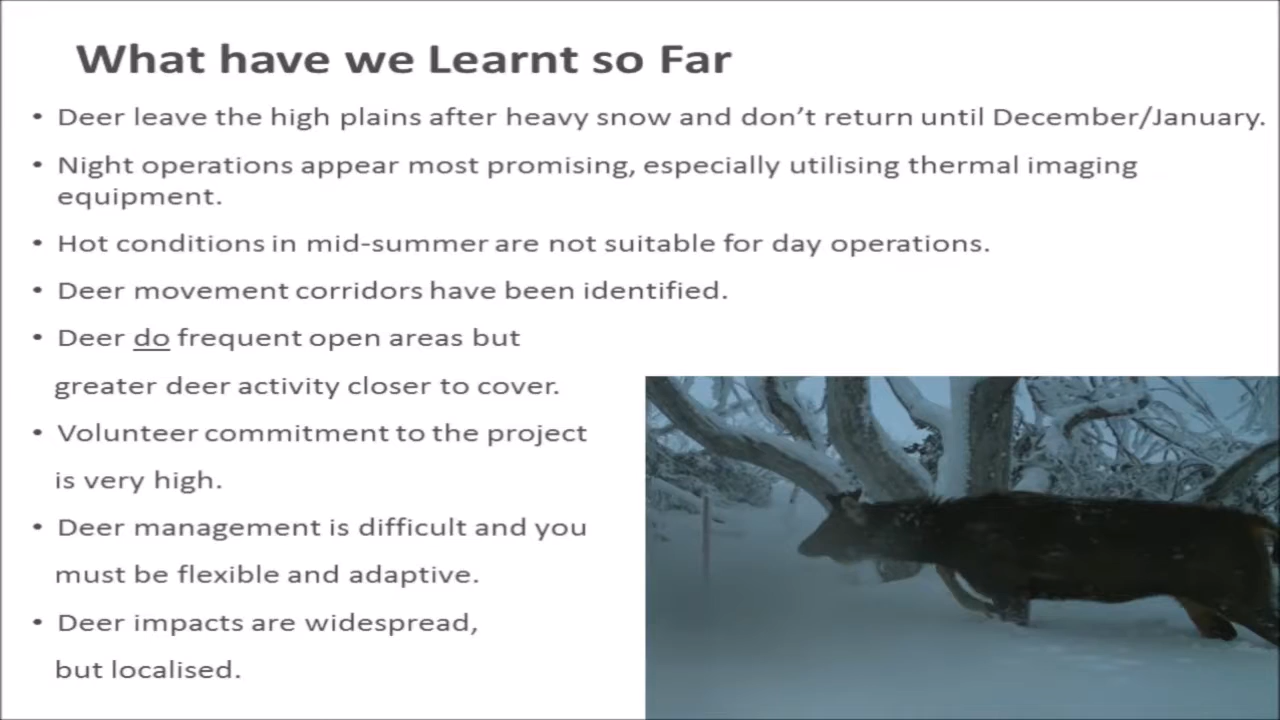 What have we Learnt so Far
• Deer leave the high plains after heavy snow and don't return until December/January.
• Night operations appear most promising, especially utilising thermal imaging
equipment.
• Hot conditions in mid-summer are not suitable for day operations.
• Deer movement corridors have been identified.
• Deer do frequent open areas but
greater deer activity closer to cover.
• Volunteer commitment to the project
is very high.
• Deer management is difficult and you
must be flexible and adaptive.
• Deer impacts are widespread,
but localised.